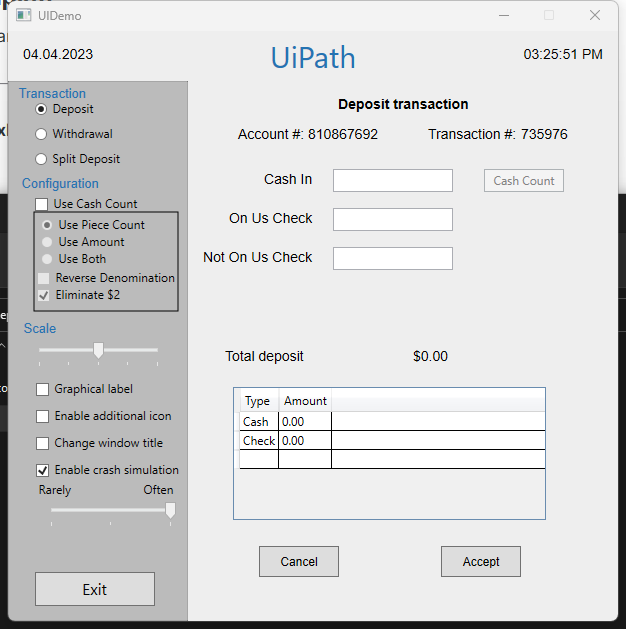 UIDemo
04.04.2023
UiPath
03:25:51 PM
Transaction
Deposit
Withdrawal
Split Deposit
Configuration
Use Cash Count
Use Piece Count
Use Amount
Use Both
Reverse Denomination
Eliminate $2
Scale
Graphical label
Enable additional icon
Change window title
Enable crash simulation
Rarely Often
Exit
Deposit transaction
Account #: 810867692 Transaction #: 735976
Cash In Cash Count
On Us Check
Not On Us Check
Total deposit $0.00
Type Amount
Cash 0.00
Check 0.00
Cancel Accept